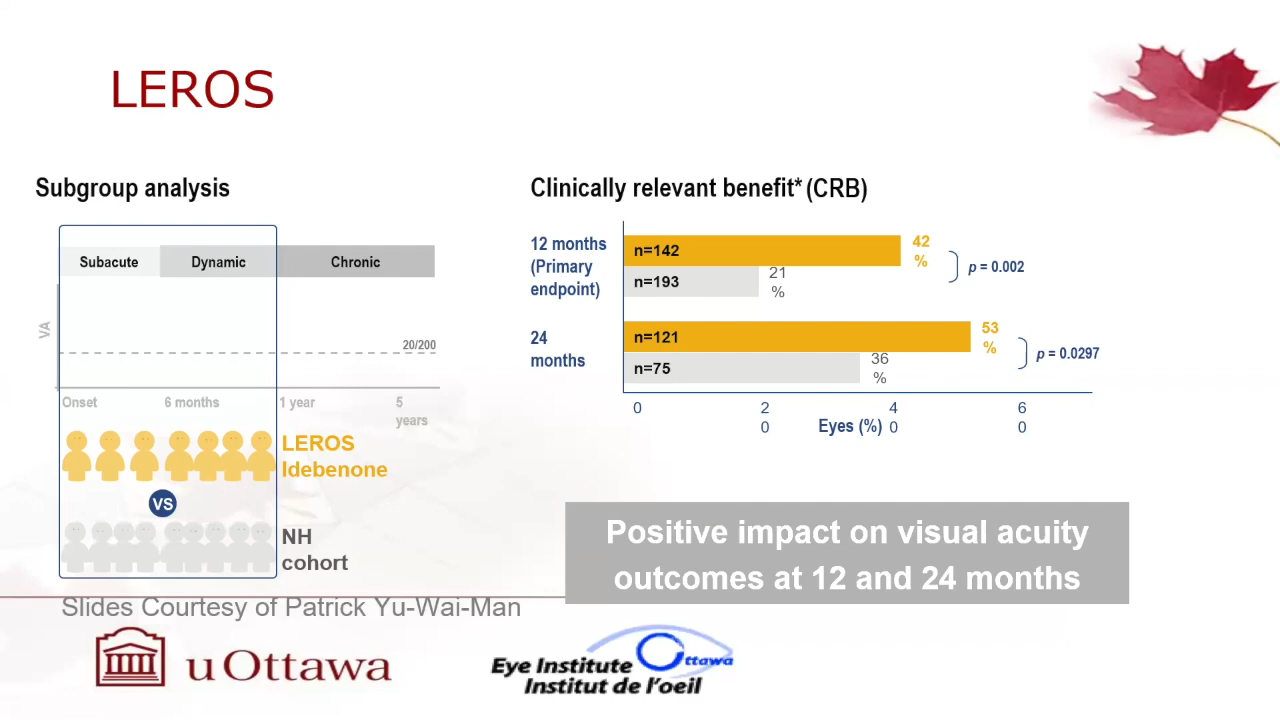 LEROS
Subgroup analysis
Subacute
Dynamic
Chronic
VA
20/200
Onset
6 months
1 year
5
years
LEROS
Idebenone
VS
NH
cohort
Clinically relevant benefit* (CRB)
12 months
(Primary
endpoint)
n=142
42
%
n=193
21
%
p = 0.002
24
months
n=121
53
%
n=75
36
%
p = 0.0297
0
2
0
4
0
6
0
Eyes (%)
Positive impact on visual acuity
outcomes at 12 and 24 months
Slides Courtesy of Patrick Yu-Wai-Man
uOttawa
Eye Institute Ottawa
Institut de l'oeil